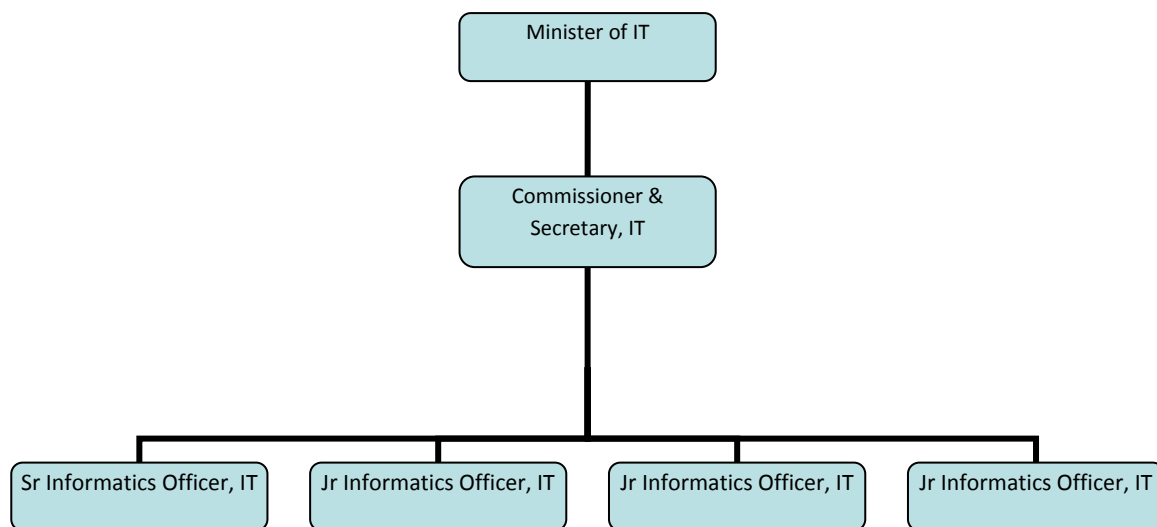 Minister of IT
Commissioner &
Secretary, IT
Sr Informatics Officer, IT
Jr Informatics Officer, IT
Jr Informatics Officer, IT
Jr Informatics Officer, IT